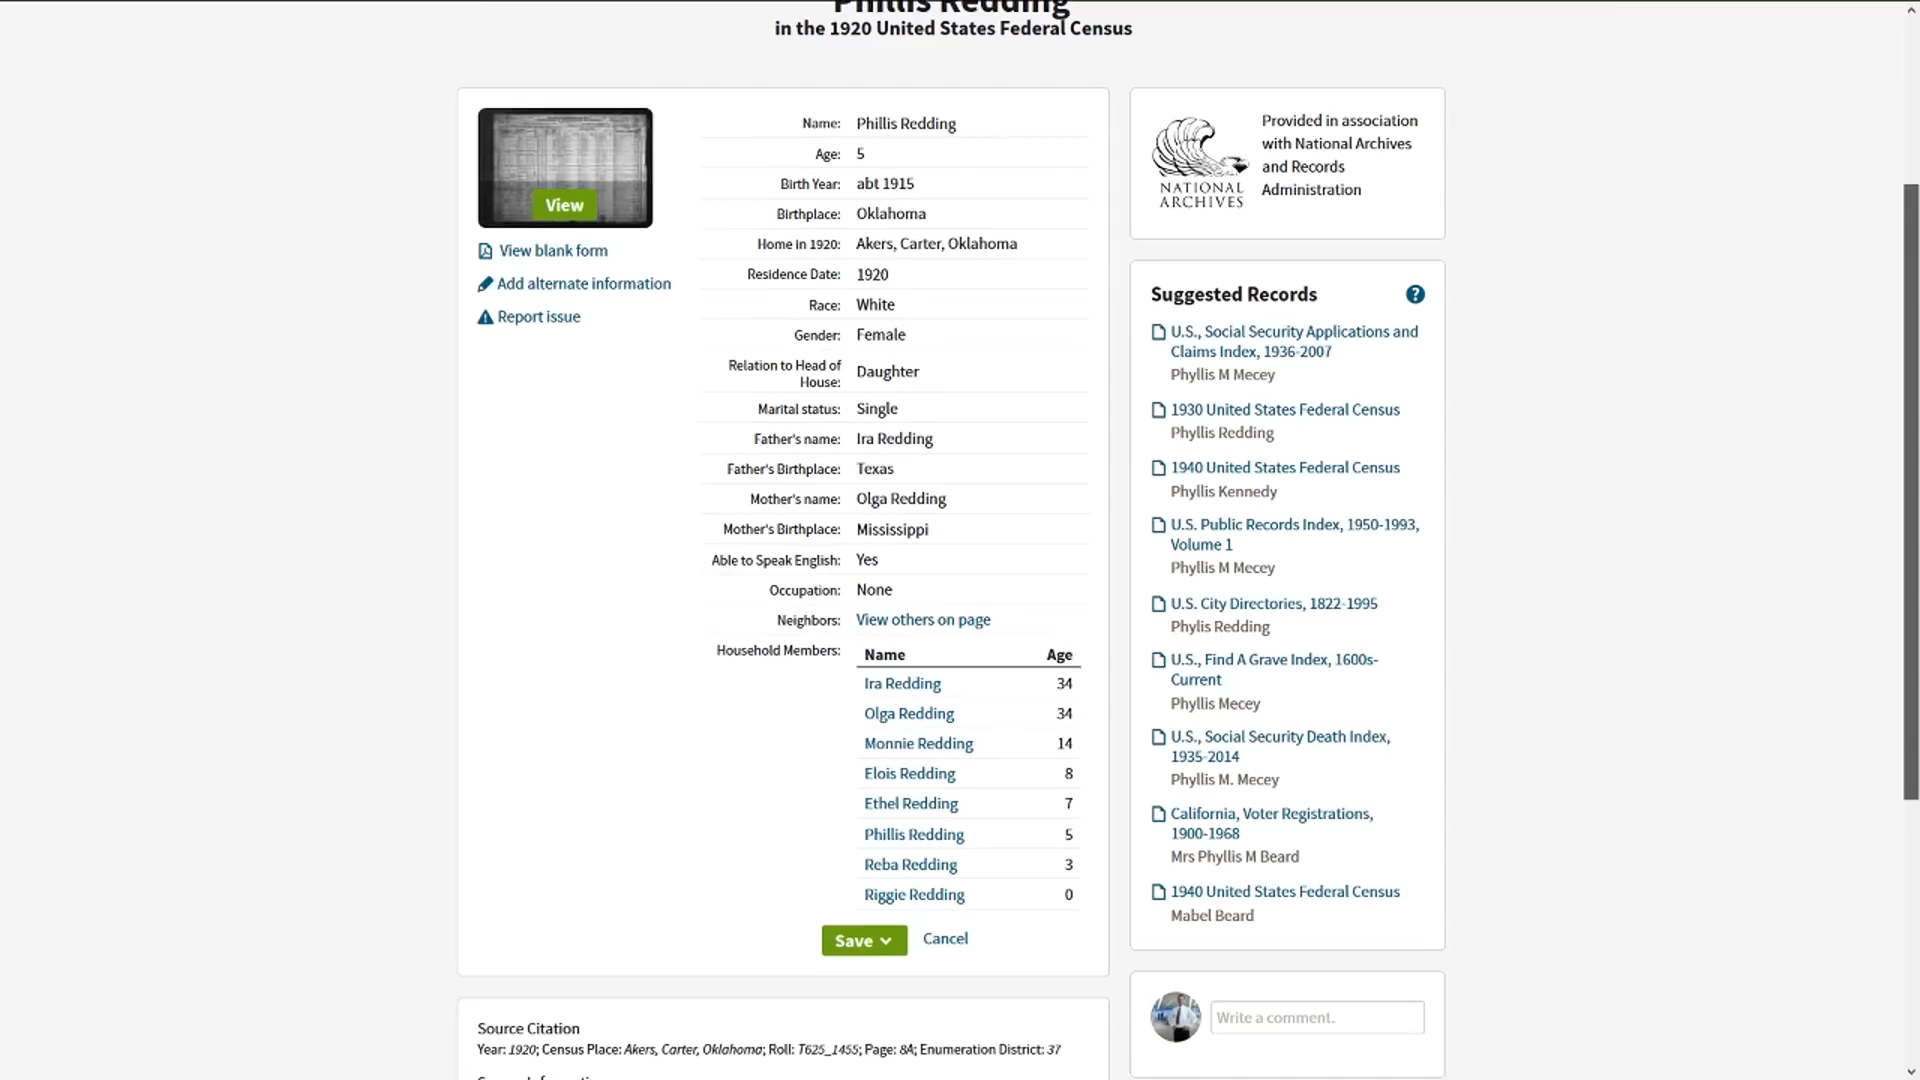 Phillis Redding
in the 1920 United States Federal Census
View
View blank form
Add alternate information
Report issue
Name: Phillis Redding
Age: 5
Birth Year: abt 1915
Birthplace: Oklahoma
Home in 1920: Akers, Carter, Oklahoma
Residence Date: 1920
Race: White
Gender: Female
Relation to Head of
House: Daughter
Marital status: Single
Father's name: Ira Redding
Father's Birthplace: Texas
Mother's name: Olga Redding
Mother's Birthplace: Mississippi
Able to Speak English: Yes
Occupation: None
Neighbors: View others on page
Household Members: Name Age
Ira Redding 34
Olga Redding 34
Monnie Redding 14
Elois Redding 8
Ethel Redding 7
Phillis Redding 5
Reba Redding 3
Riggie Redding 0
Save Cancel
Source Citation
Year: 1920; Census Place: Akers, Carter, Oklahoma; Roll: T625_1455; Page: 8A; Enumeration District: 37
NATIONAL
ARCHIVES
Provided in association
with National Archives
and Records
Administration
Suggested Records ?
U.S., Social Security Applications and
Claims Index, 1936-2007
Phyllis M Mecey
1930 United States Federal Census
Phyllis Redding
1940 United States Federal Census
Phyllis Kennedy
U.S. Public Records Index, 1950-1993,
Volume 1
Phyllis M Mecey
U.S. City Directories, 1822-1995
Phylis Redding
U.S., Find A Grave Index, 1600s-
Current
Phyllis Mecey
U.S., Social Security Death Index,
1935-2014
Phyllis M. Mecey
California, Voter Registrations,
1900-1968
Mrs Phyllis M Beard
1940 United States Federal Census
Mabel Beard
Write a comment.